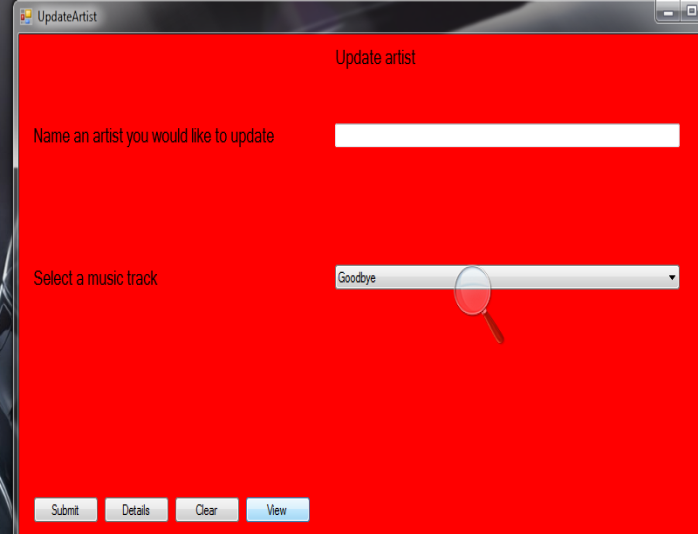 UpdateArtist
Update artist
Name an artist you would like to update
Select a music track
Goodbye
Submit Details Clear View